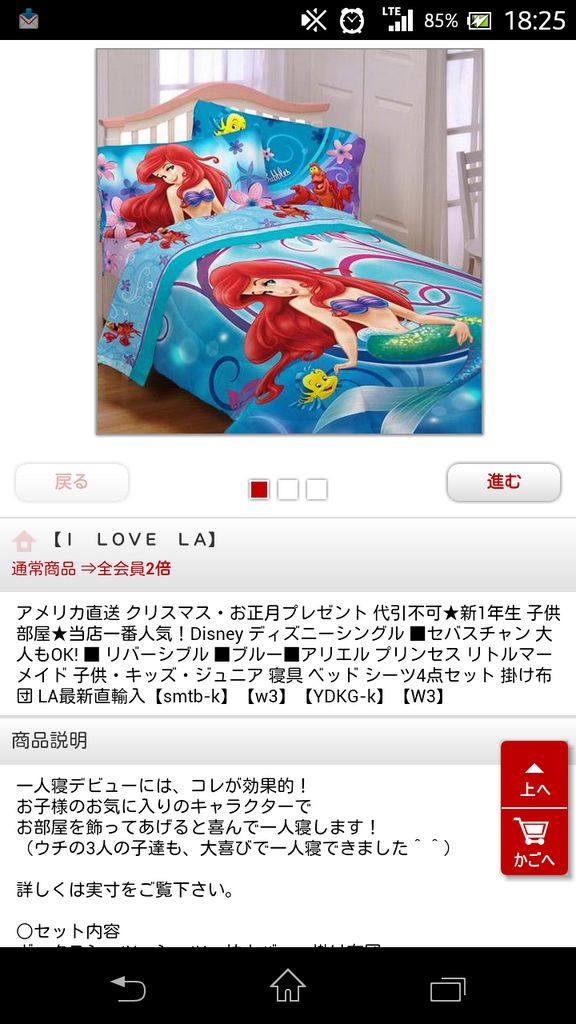 LTE 85% 18:25
Bubbles
戻る
進む
【I LOVE LA】
通常商品 ⇒全会員2倍
アメリカ直送 クリスマス・お正月プレゼント 代引不可★新1年生 子供
部屋★当店一番人気！Disney ディズニーシングル ■セバスチャン 大
人もOK! ■ リバーシブル ■ブルー■アリエル プリンセス リトルマー
メイド 子供・キッズ・ジュニア 寝具 ベッド シーツ4点セット 掛け布
団 LA最新直輸入【smtb-k】【w3】【YDKG-k】【W3】
商品説明
上へ
かごへ
一人寝デビューには、コレが効果的！
お子様のお気に入りのキャラクターで
お部屋を飾ってあげると喜んで一人寝します！
（ウチの3人の子達も、大喜びで一人寝できました＾＾）
詳しくは実寸をご覧下さい。
○セット内容